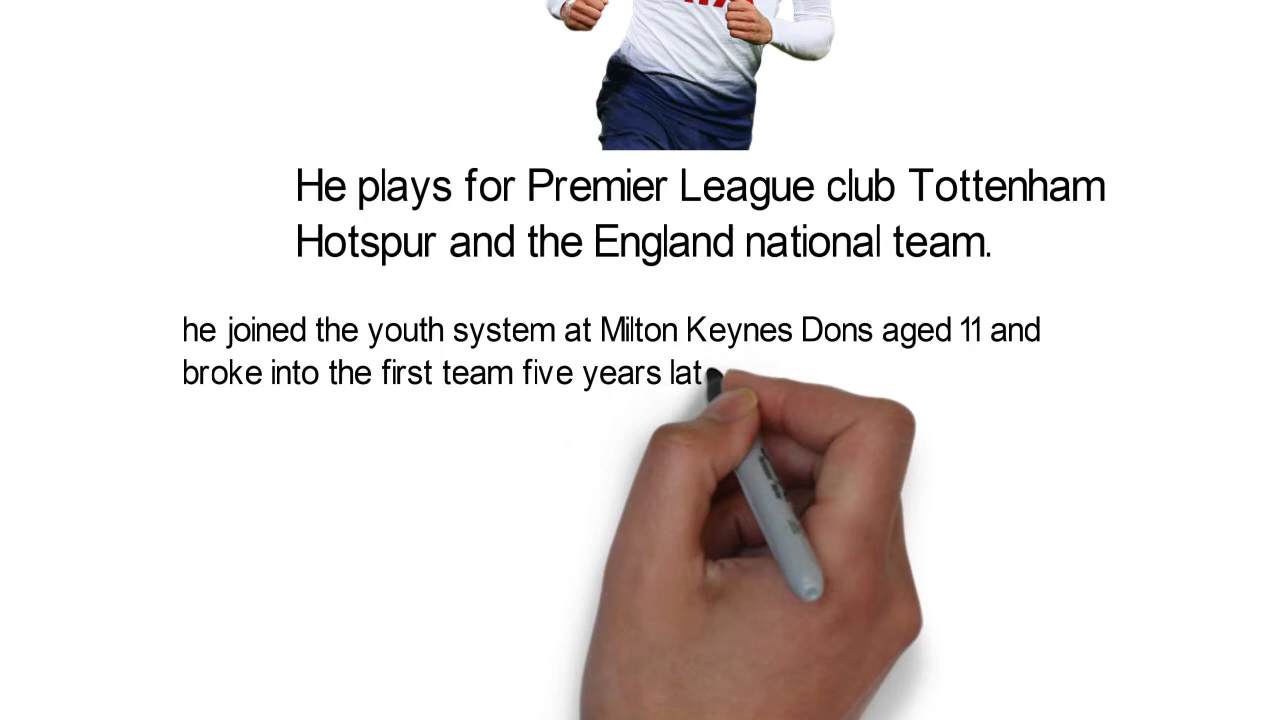 He plays for Premier League club Tottenham
Hotspur and the England national team.
he joined the youth system at Milton Keynes Dons aged 11 and
broke into the first team five years lat